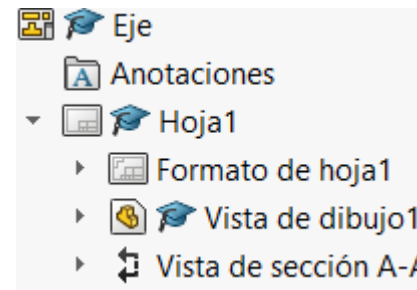 Eje
Anotaciones
Hoja1
Formato de hoja1
Vista de dibujo1
Vista de sección A-A